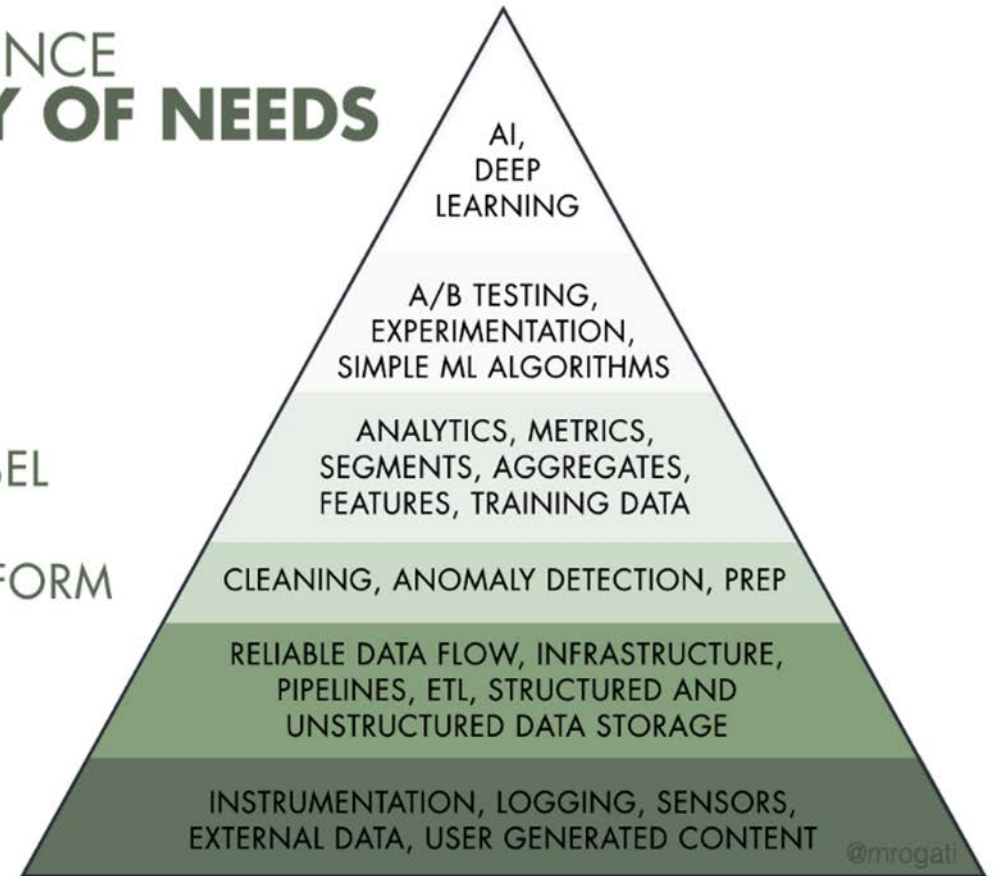 NCE
Y OF NEEDS
AI,
DEEP
LEARNING
A/B TESTING,
EXPERIMENTATION,
SIMPLE ML ALGORITHMS
ANALYTICS, METRICS,
SEGMENTS, AGGREGATES,
FEATURES, TRAINING DATA
BEL
CLEANING, ANOMALY DETECTION, PREP
FORM
RELIABLE DATA FLOW, INFRASTRUCTURE,
PIPELINES, ETL, STRUCTURED AND
UNSTRUCTURED DATA STORAGE
INSTRUMENTATION, LOGGING, SENSORS,
EXTERNAL DATA, USER GENERATED CONTENT
@mrogati